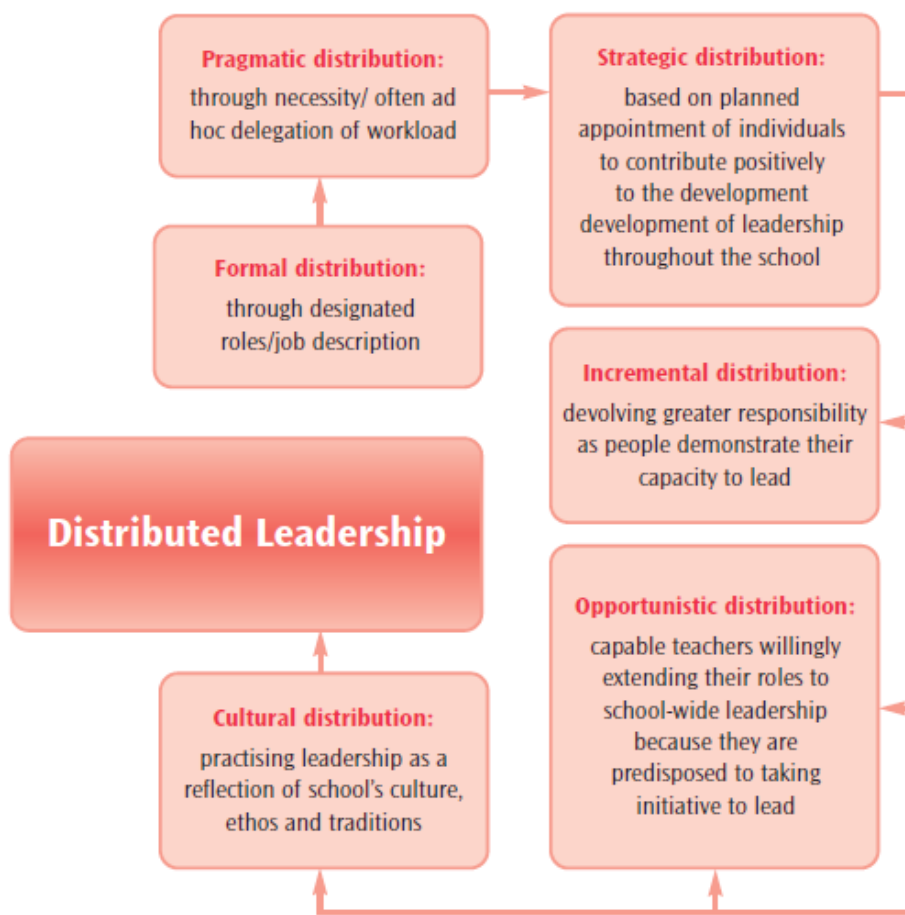 Pragmatic distribution:
through necessity/ often ad
hoc delegation of workload
Strategic distribution:
based on planned
appointment of individuals
to contribute positively
to the development
development of leadership
throughout the school
Formal distribution:
through designated
roles/job description
Incremental distribution:
devolving greater responsibility
as people demonstrate their
capacity to lead
Distributed Leadership
Opportunistic distribution:
capable teachers willingly
extending their roles to
school-wide leadership
because they are
predisposed to taking
initiative to lead
Cultural distribution:
practising leadership as a
reflection of school's culture,
ethos and traditions